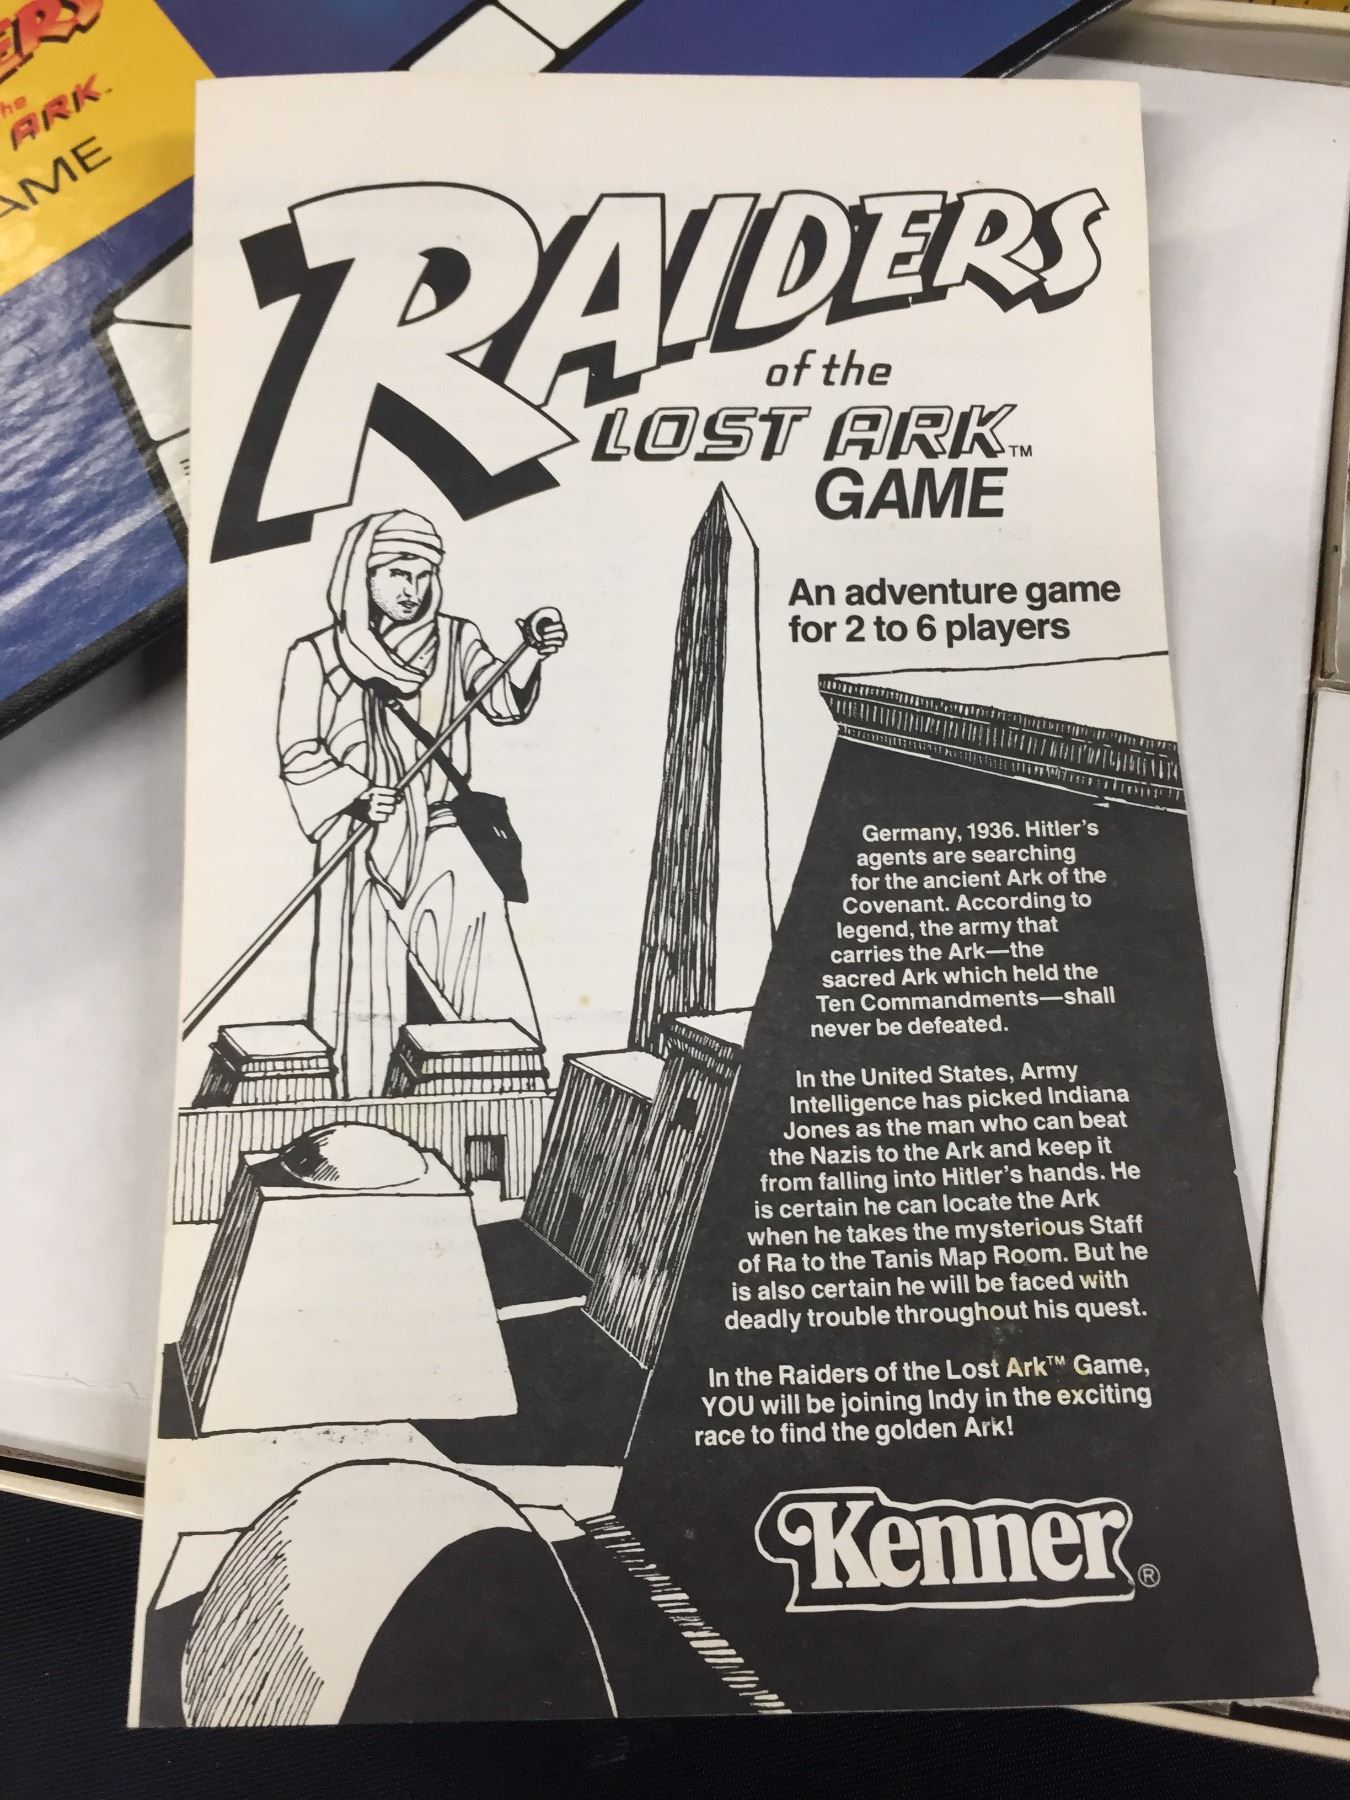 ERS
the
ARK
AME
RAIDERS
of the
LOST ARK™
GAME
An adventure game
for 2 to 6 players
Germany, 1936. Hitler's
agents are searching
for the ancient Ark of the
Covenant. According to
legend, the army that
carries the Ark—the
sacred Ark which held the
Ten Commandments—shall
never be defeated.
In the United States, Army
Intelligence has picked Indiana
Jones as the man who can beat
the Nazis to the Ark and keep it
from falling into Hitler's hands. He
is certain he can locate the Ark
when he takes the mysterious Staff
of Ra to the Tanis Map Room. But he
is also certain he will be faced with
deadly trouble throughout his quest.
In the Raiders of the Lost Ark™ Game,
YOU will be joining Indy in the exciting
race to find the golden Ark!
Kenner®